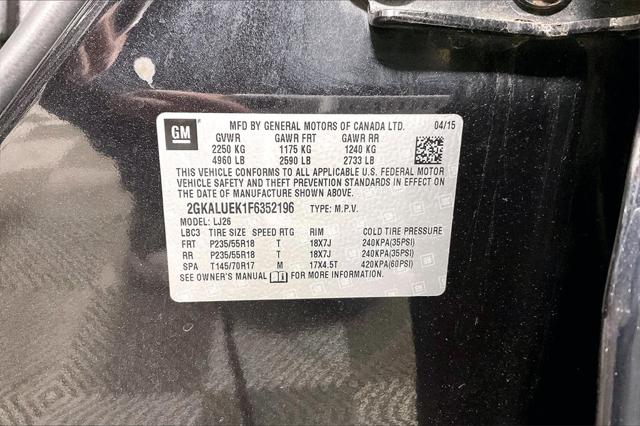 GM
MFD BY GENERAL MOTORS OF CANADA LTD. 04/15
GVWR GAWR FRT GAWR RR
2250 KG 1175 KG 1240 KG
4960 LB 2590 LB 2733 LB
THIS VEHICLE CONFORMS TO ALL APPLICABLE U.S. FEDERAL MOTOR
VEHICLE SAFETY AND THEFT PREVENTION STANDARDS IN EFFECT ON
THE DATE OF MANUFACTURE SHOWN ABOVE.
2GKALUEK1F6352196 TYPE: M.P.V.
MODEL: LJ26
LBC3 TIRE SIZE SPEED RTG RIM COLD TIRE PRESSURE
FRT P235/55R18 T 18X7J 240KPA(35PSI)
RR P235/55R18 T 18X7J 240KPA(35PSI)
SPA T145/70R17 M 17X4.5T 420KPA(60PSI)
SEE OWNER'S MANUAL FOR MORE INFORMATION.